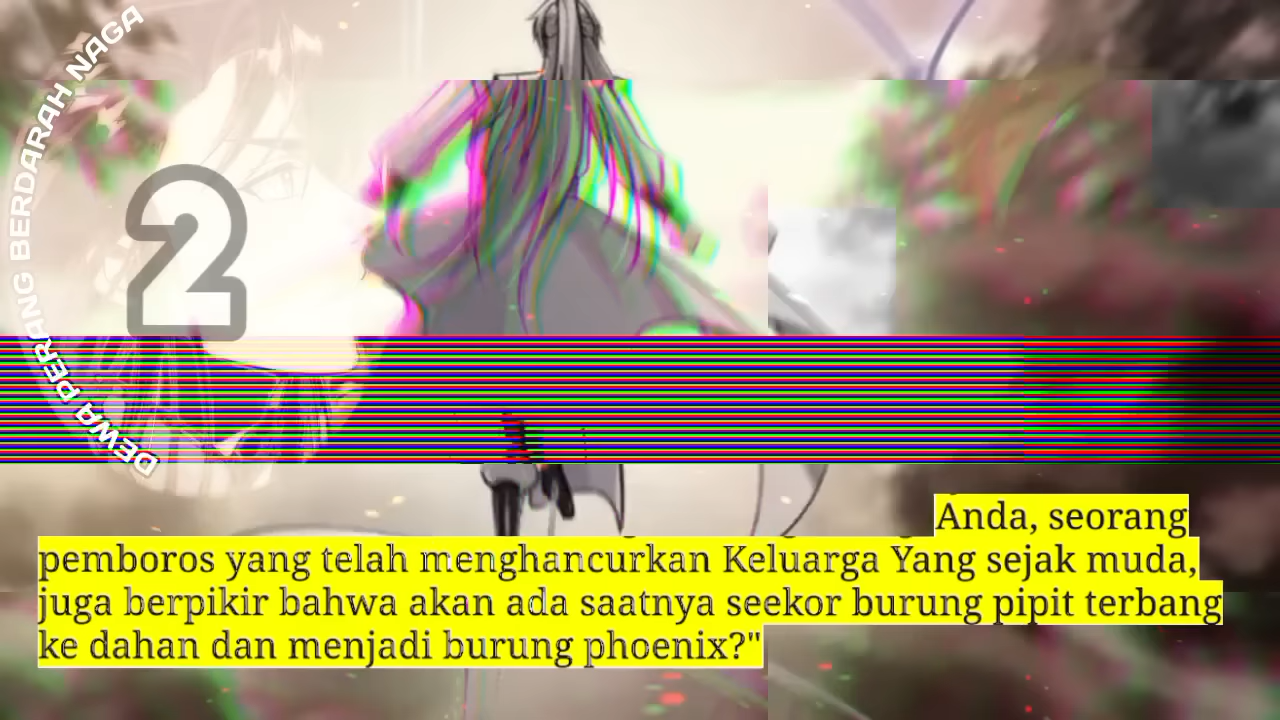 DEWA PERANG BERDARAH NAGA
2
Anda, seorang
pemboros yang telah menghancurkan Keluarga Yang sejak muda,
juga berpikir bahwa akan ada saatnya seekor burung pipit terbang
ke dahan dan menjadi burung phoenix?"